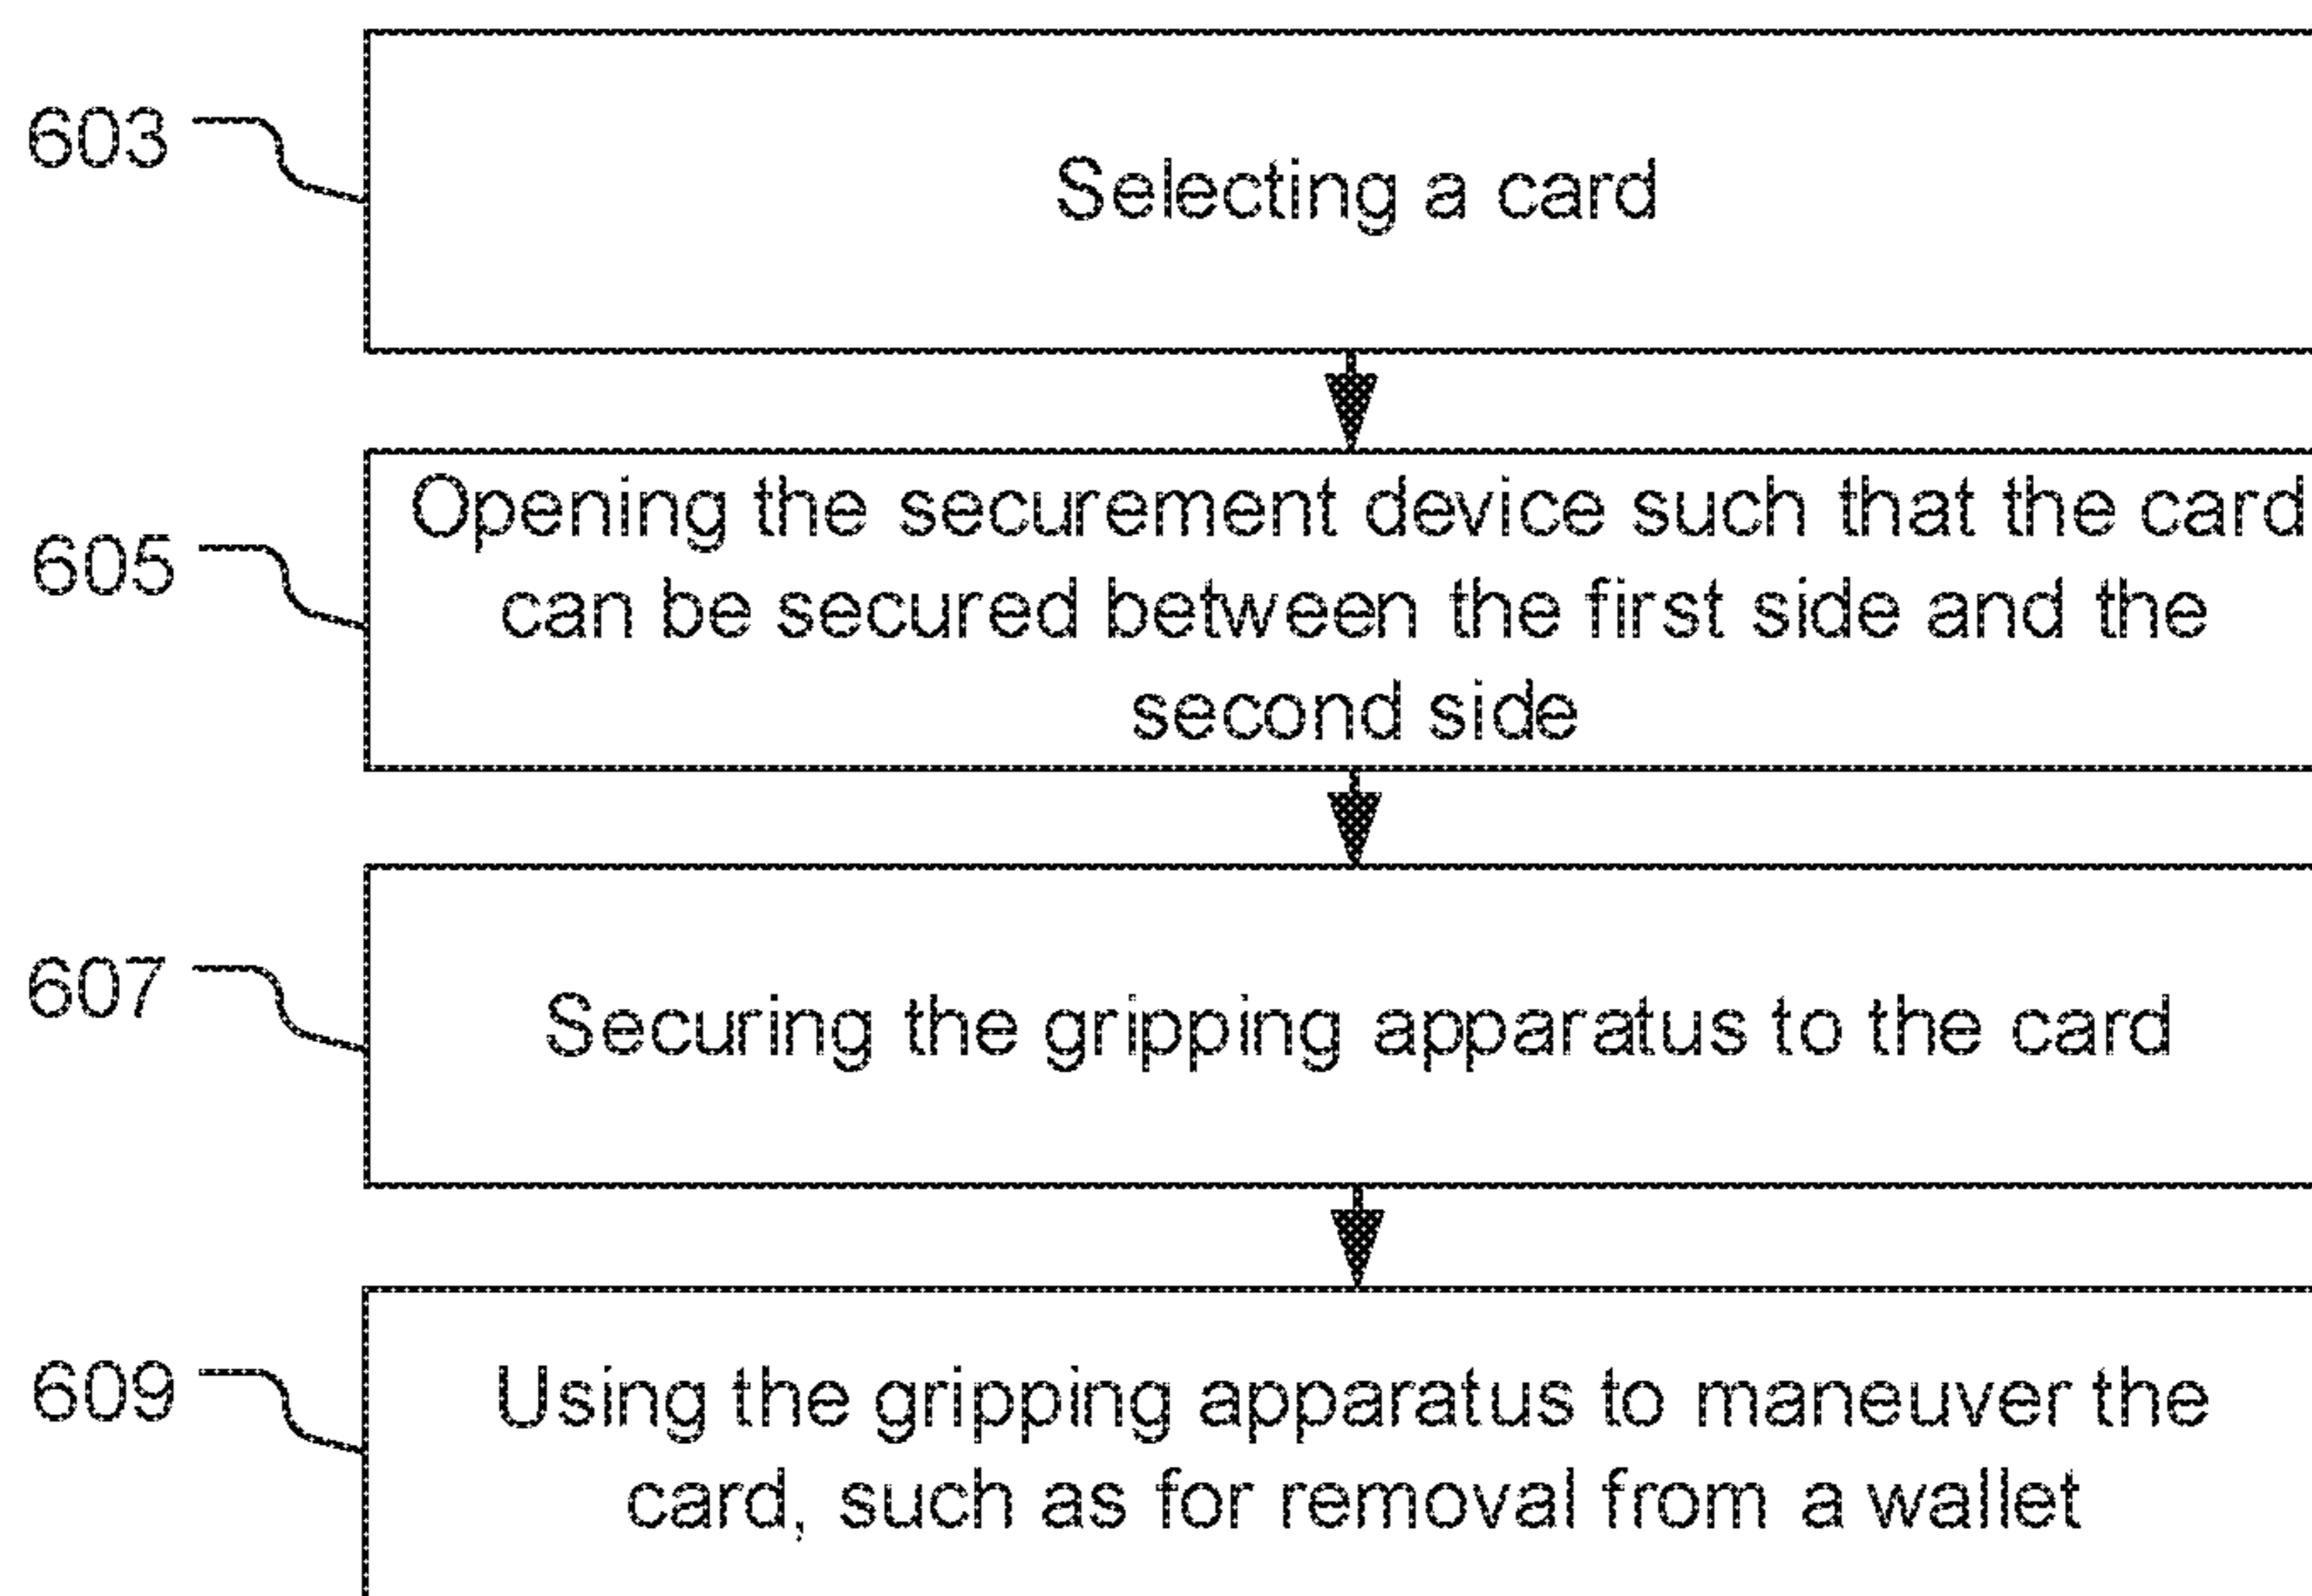 603
Selecting a card
605
Opening the securement device such that the card
can be secured between the first side and the
second side
607
Securing the gripping apparatus to the card
609
Using the gripping apparatus to maneuver the
card, such as for removal from a wallet